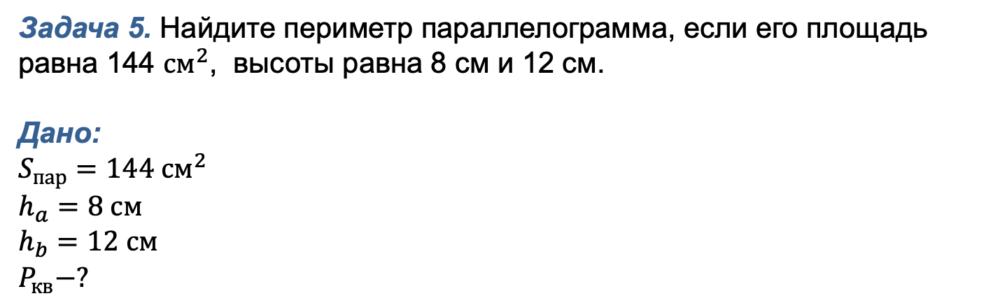 Задача 5. Найдите периметр параллелограмма, если его площадь
равна 144 см², высоты равна 8 см и 12 см.
Дано:
Sпар = 144 см²
hₐ = 8 см
h_b = 12 см
Pкв−?